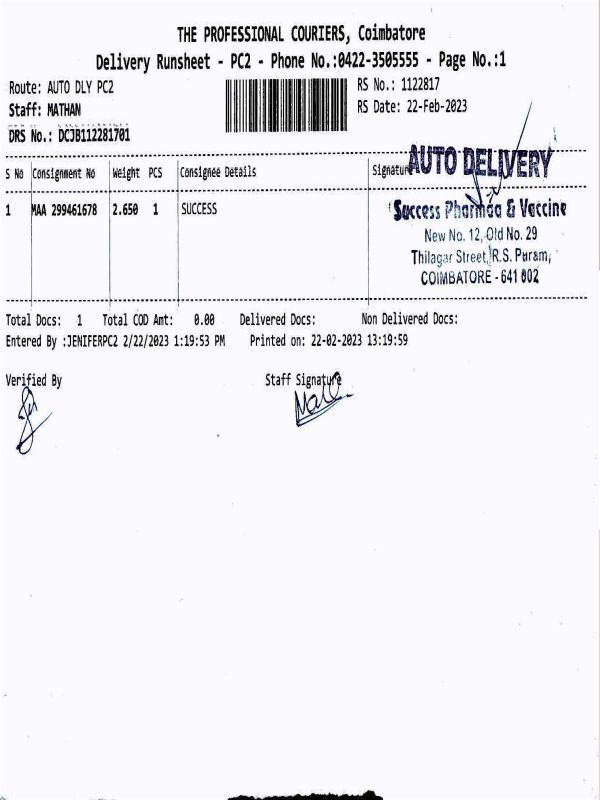 THE PROFESSIONAL COURIERS, Coimbatore
Delivery Runsheet - PC2 - Phone No.:0422-3505555 - Page No.:1
Route: AUTO DLY PC2
RS No.: 1122817
Staff: MATHAN
RS Date: 22-Feb-2023
DRS No.: DCJB112281701
AUTO DELIVERY
S No Consignment No Weight PCS Consignee Details Signature
1 MAA 299461678 2.650 1 SUCCESS
Success Pharmaa & Vaccine
New No. 12, Old No. 29
Thilagar Street, R.S. Puram,
COIMBATORE - 641 002
Total Docs: 1 Total COD Amt: 0.00 Delivered Docs: Non Delivered Docs:
Entered By :JENIFERPC2 2/22/2023 1:19:53 PM Printed on: 22-02-2023 13:19:59
Verified By Staff Signature